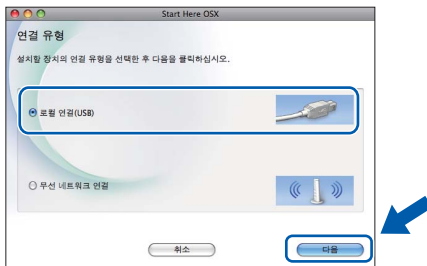 Start Here OSX
연결 유형
설치할 장치의 연결 유형을 선택한 후 다음을 클릭하십시오.
로컬 연결(USB)
무선 네트워크 연결
취소
다음